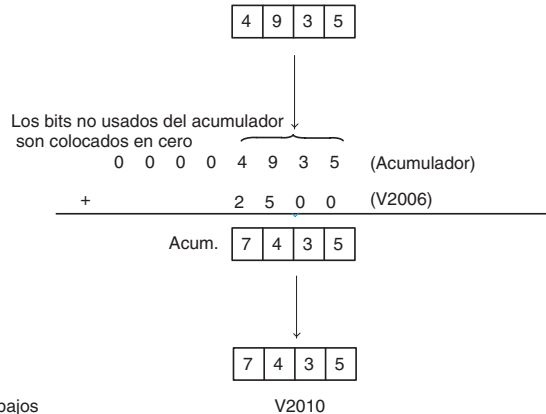 4 9 3 5
Los bits no usados del acumulador
son colocados en cero
0 0 0 0 4 9 3 5 (Acumulador)
+ 2 5 0 0 (V2006)
Acum. 7 4 3 5
7 4 3 5
V2010